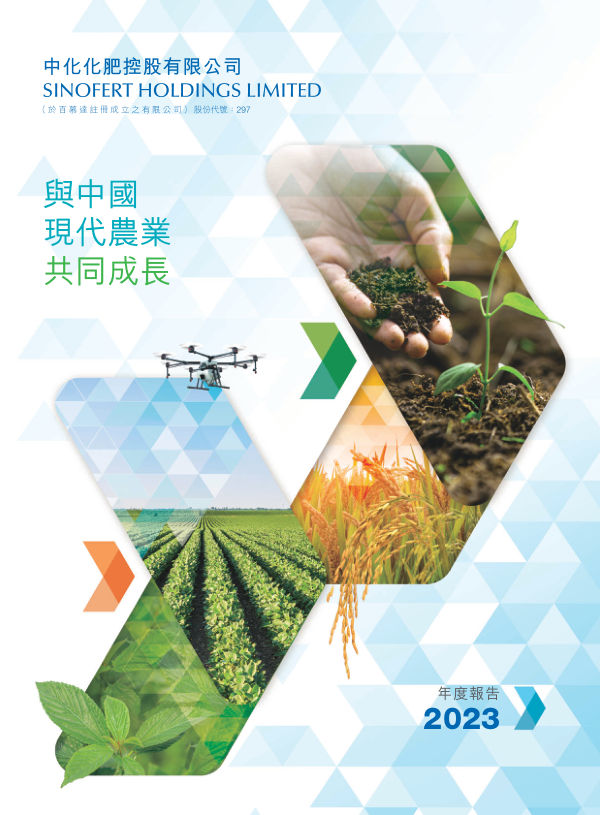 中化化肥控股有限公司
SINOFERT HOLDINGS LIMITED
(於百慕達註冊成立之有限公司) 股份代號：297
與中國
現代農業
共同成長
年度報告
2023